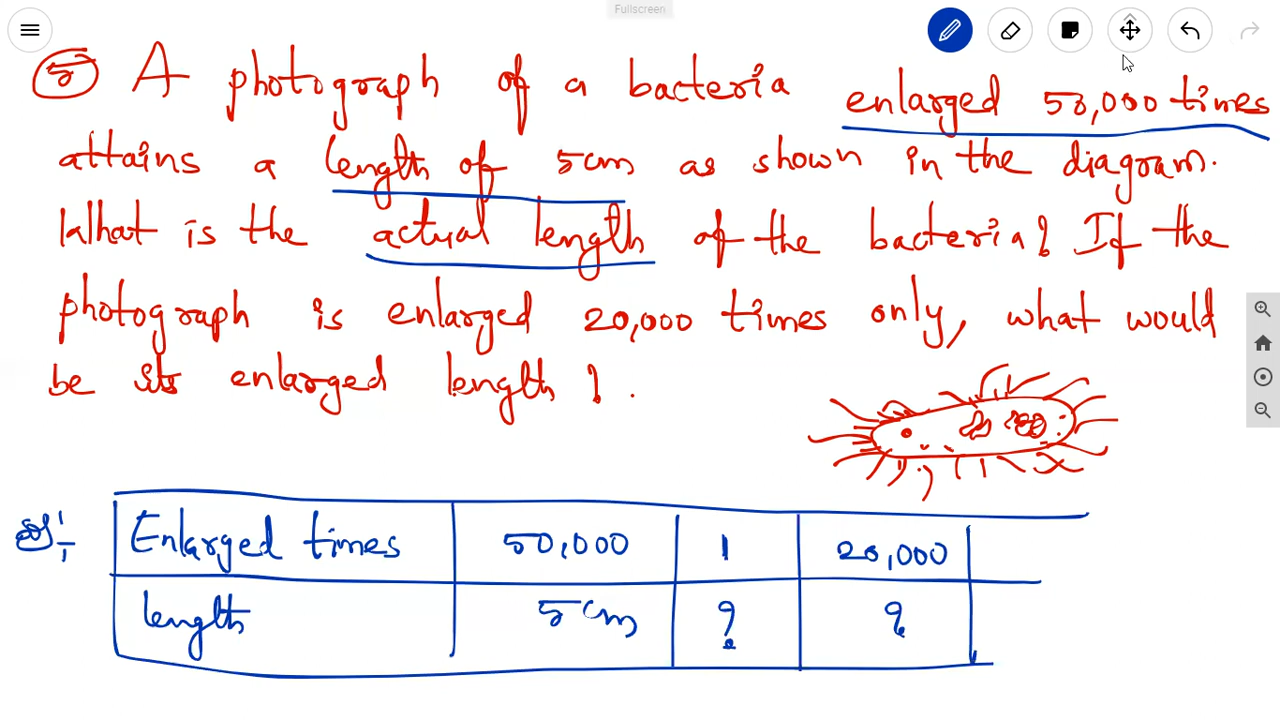 Fullscreen
5 A photograph of a bacteria enlarged 50,000 times
attains a length of 5cm as shown in the diagram.
What is the actual length of the bacteria? If the
photograph is enlarged 20,000 times only, what would
be its enlarged length?.
Enlarged times 50,000 1 20,000
length 5cm ? ?